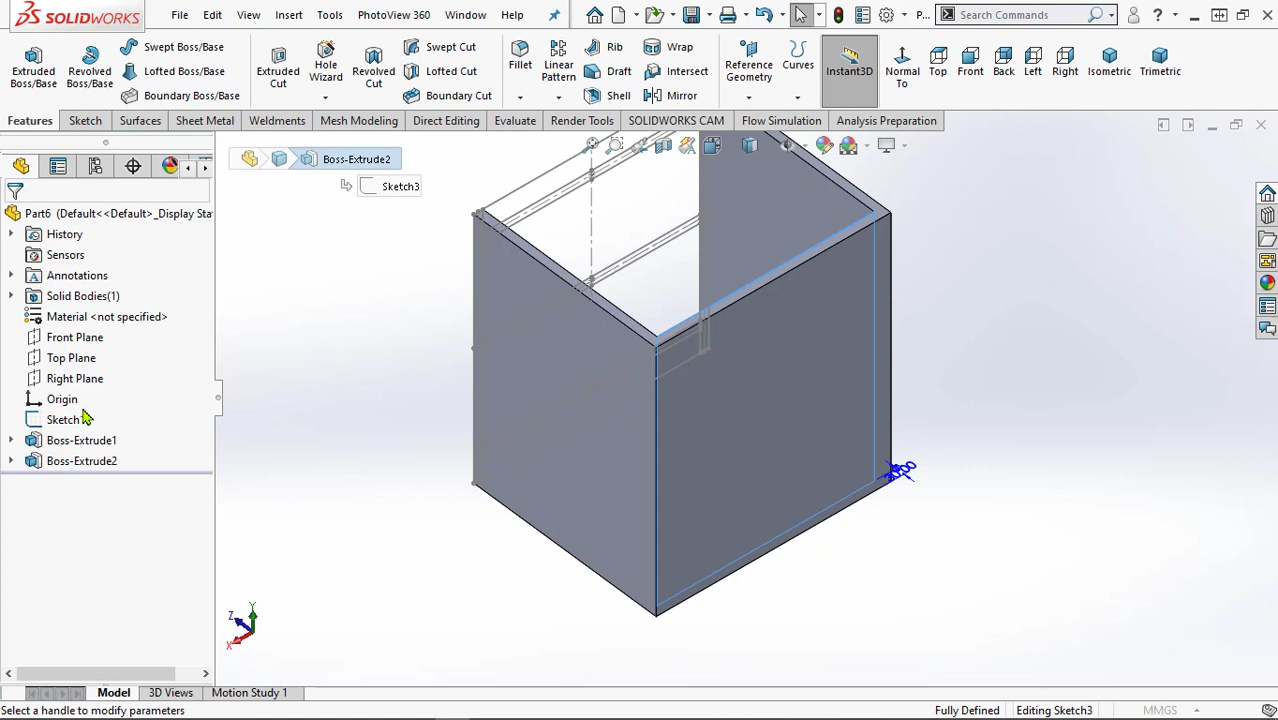 SOLIDWORKS File Edit View Insert Tools PhotoView 360 Window Help P... Search Commands ?
Extruded Boss/Base Revolved Boss/Base Swept Boss/Base Lofted Boss/Base Boundary Boss/Base Extruded Cut Hole Wizard Revolved Cut Swept Cut Lofted Cut Boundary Cut Fillet Linear Pattern Rib Draft Shell Wrap Intersect Mirror Reference Geometry Curves Instant3D Normal To Top Front Back Left Right Isometric Trimetric
Features Sketch Surfaces Sheet Metal Weldments Mesh Modeling Direct Editing Evaluate Render Tools SOLIDWORKS CAM Flow Simulation Analysis Preparation
Boss-Extrude2
Sketch3
Part6 (Default<<Default>_Display Sta
History
Sensors
Annotations
Solid Bodies(1)
Material <not specified>
Front Plane
Top Plane
Right Plane
Origin
Sketch
Boss-Extrude1
Boss-Extrude2
Y
Z
X
Model 3D Views Motion Study 1
Select a handle to modify parameters Fully Defined Editing Sketch3 MMGS